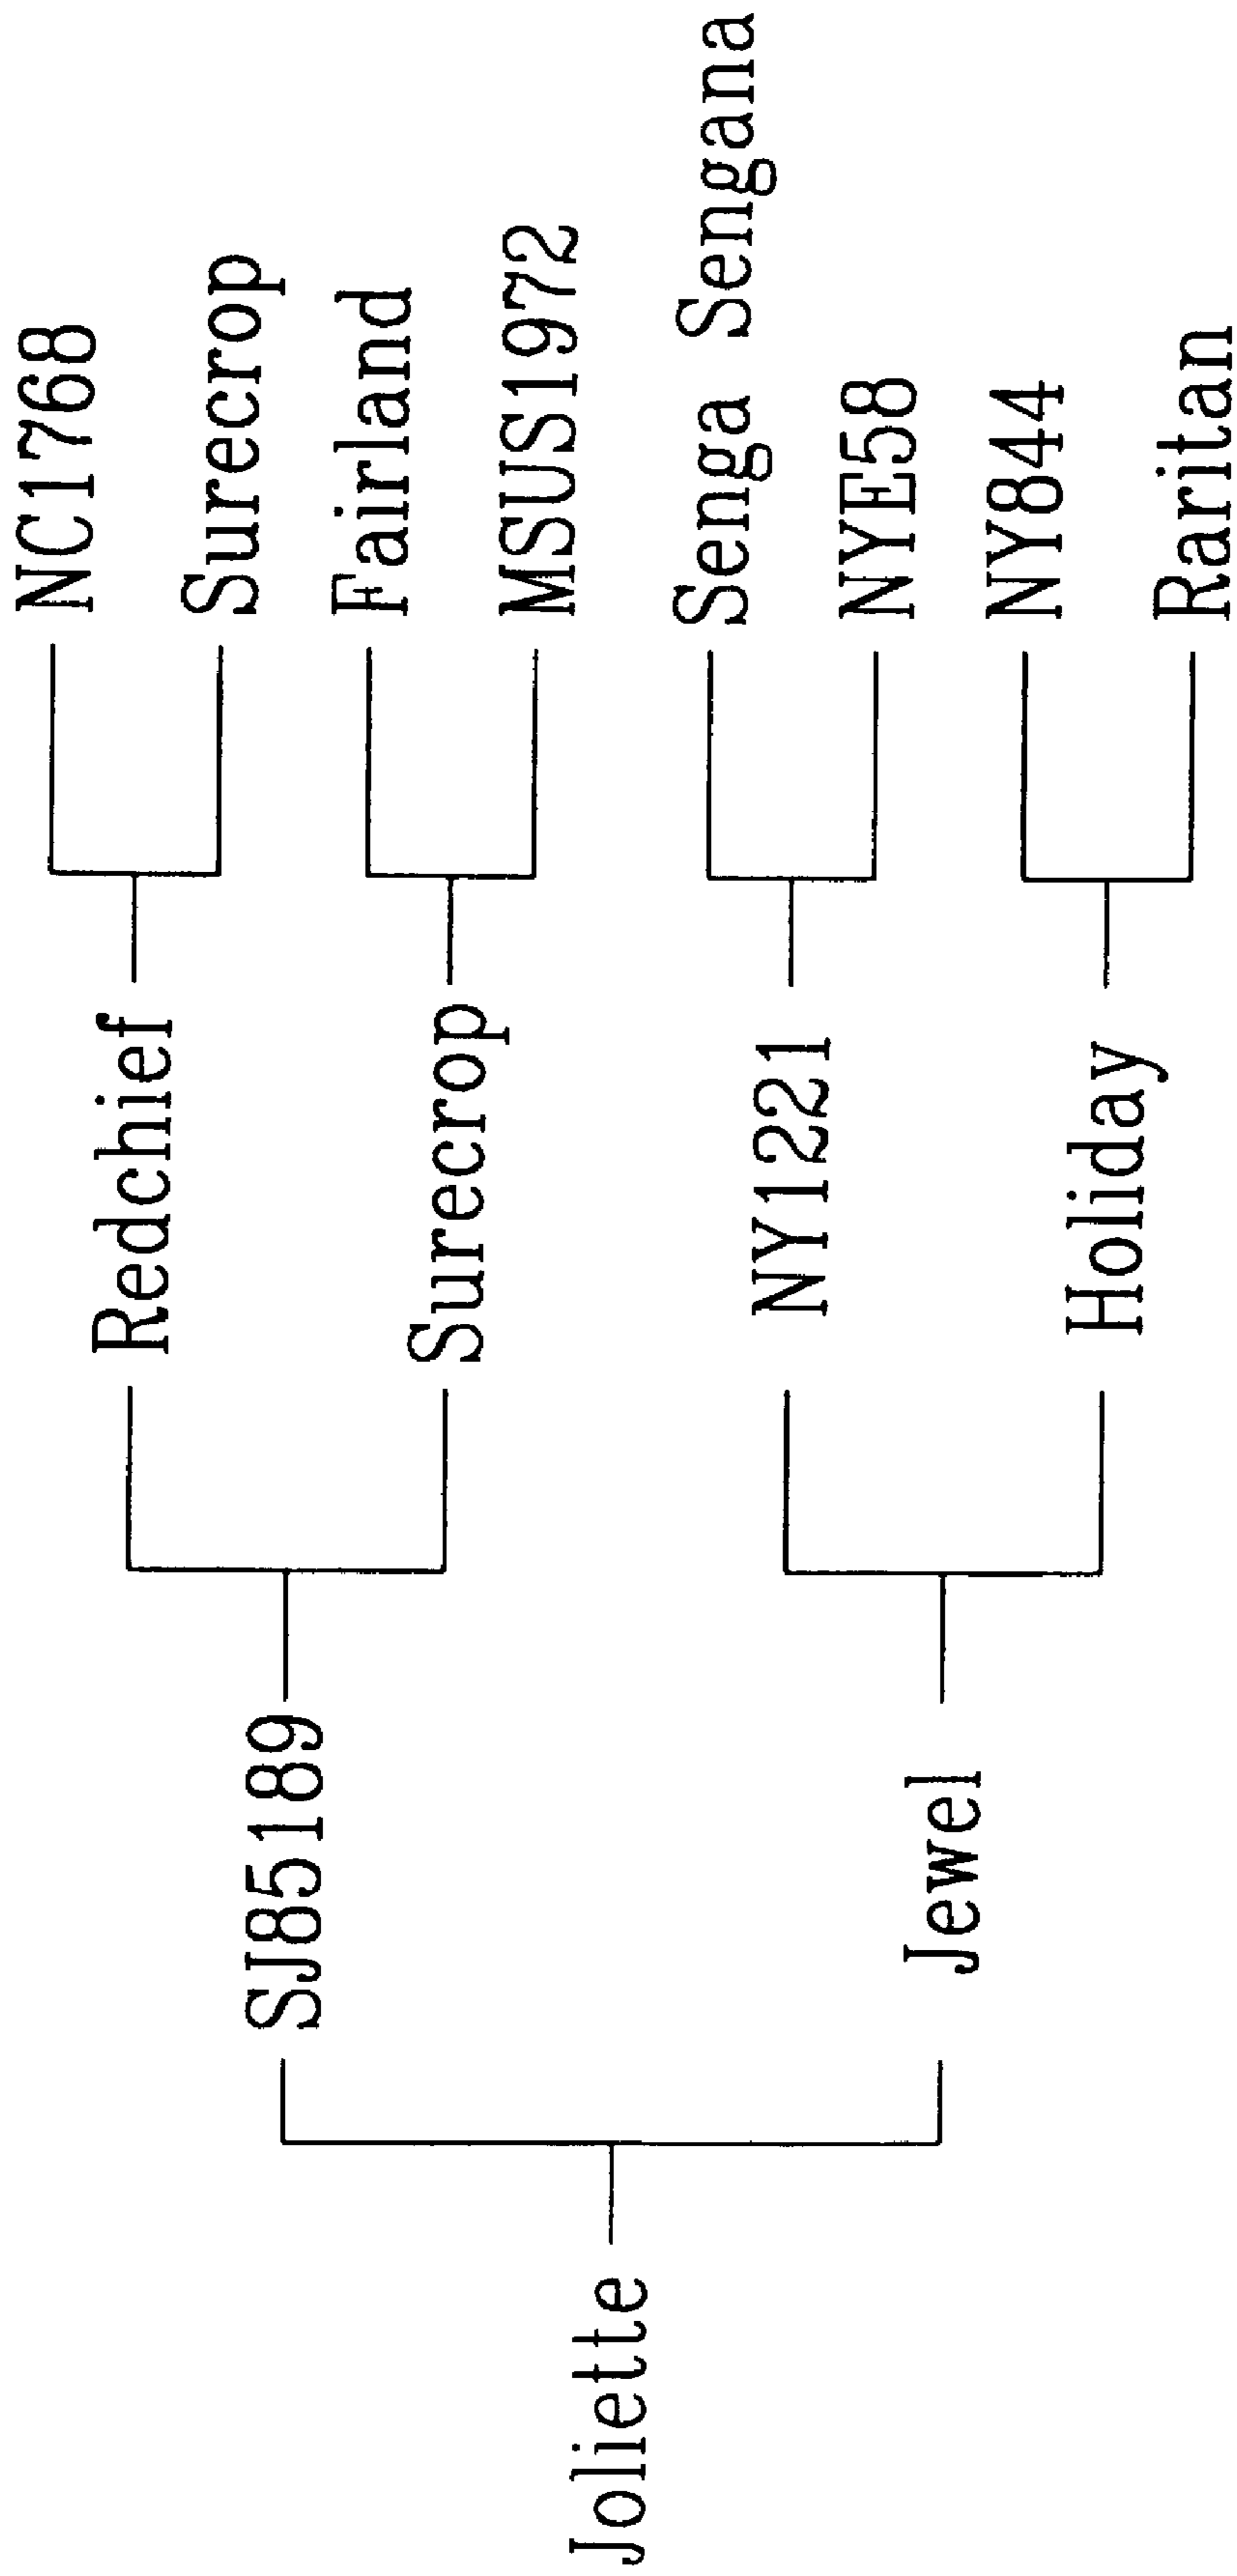 NC1768
Surecrop
Fairland
MSUS1972
Senga Sengana
NYE58
NY844
Raritan
Redchief
Surecrop
NY1221
Holiday
SJ85189
Jewel
Joliette